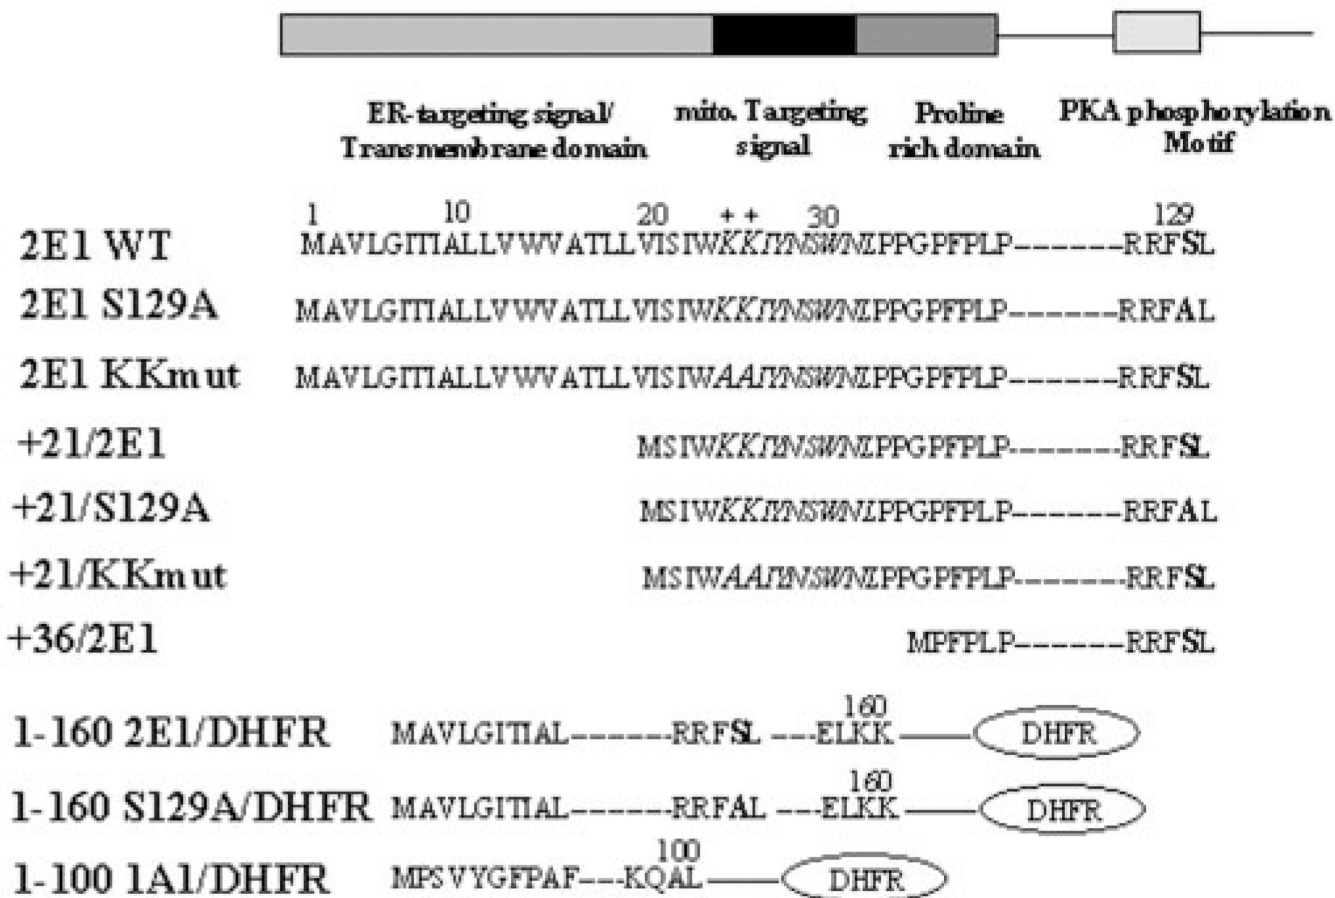 ER-targeting signal/ mito. Targeting Proline PKA phosphorylation
Transmembrane domain signal rich domain Motif
1 10 20 + + 30 129
2E1 WT MAVLGITIALLVWVATLLVISIWKKIYNSWNLPPGPFPLP------RRFSL
2E1 S129A MAVLGITIALLVWVATLLVISIWKKIYNSWNLPPGPFPLP------RRFAL
2E1 KKmut MAVLGITIALLVWVATLLVISIWAAIYNSWNLPPGPFPLP------RRFSL
+21/2E1 MSIWKKIYNSWNLPPGPFPLP-------RRFSL
+21/S129A MSIWKKIYNSWNLPPGPFPLP------RRFAL
+21/KKmut MSIWAAIYNSWNLPPGPFPLP-------RRFSL
+36/2E1 MPFPLP------RRFSL
160
1-160 2E1/DHFR MAVLGITIAL------RRFSL ---ELKK DHFR
160
1-160 S129A/DHFR MAVLGITIAL------RRFAL ---ELKK DHFR
100
1-100 1A1/DHFR MPSVYGFPAF---KQAL DHFR